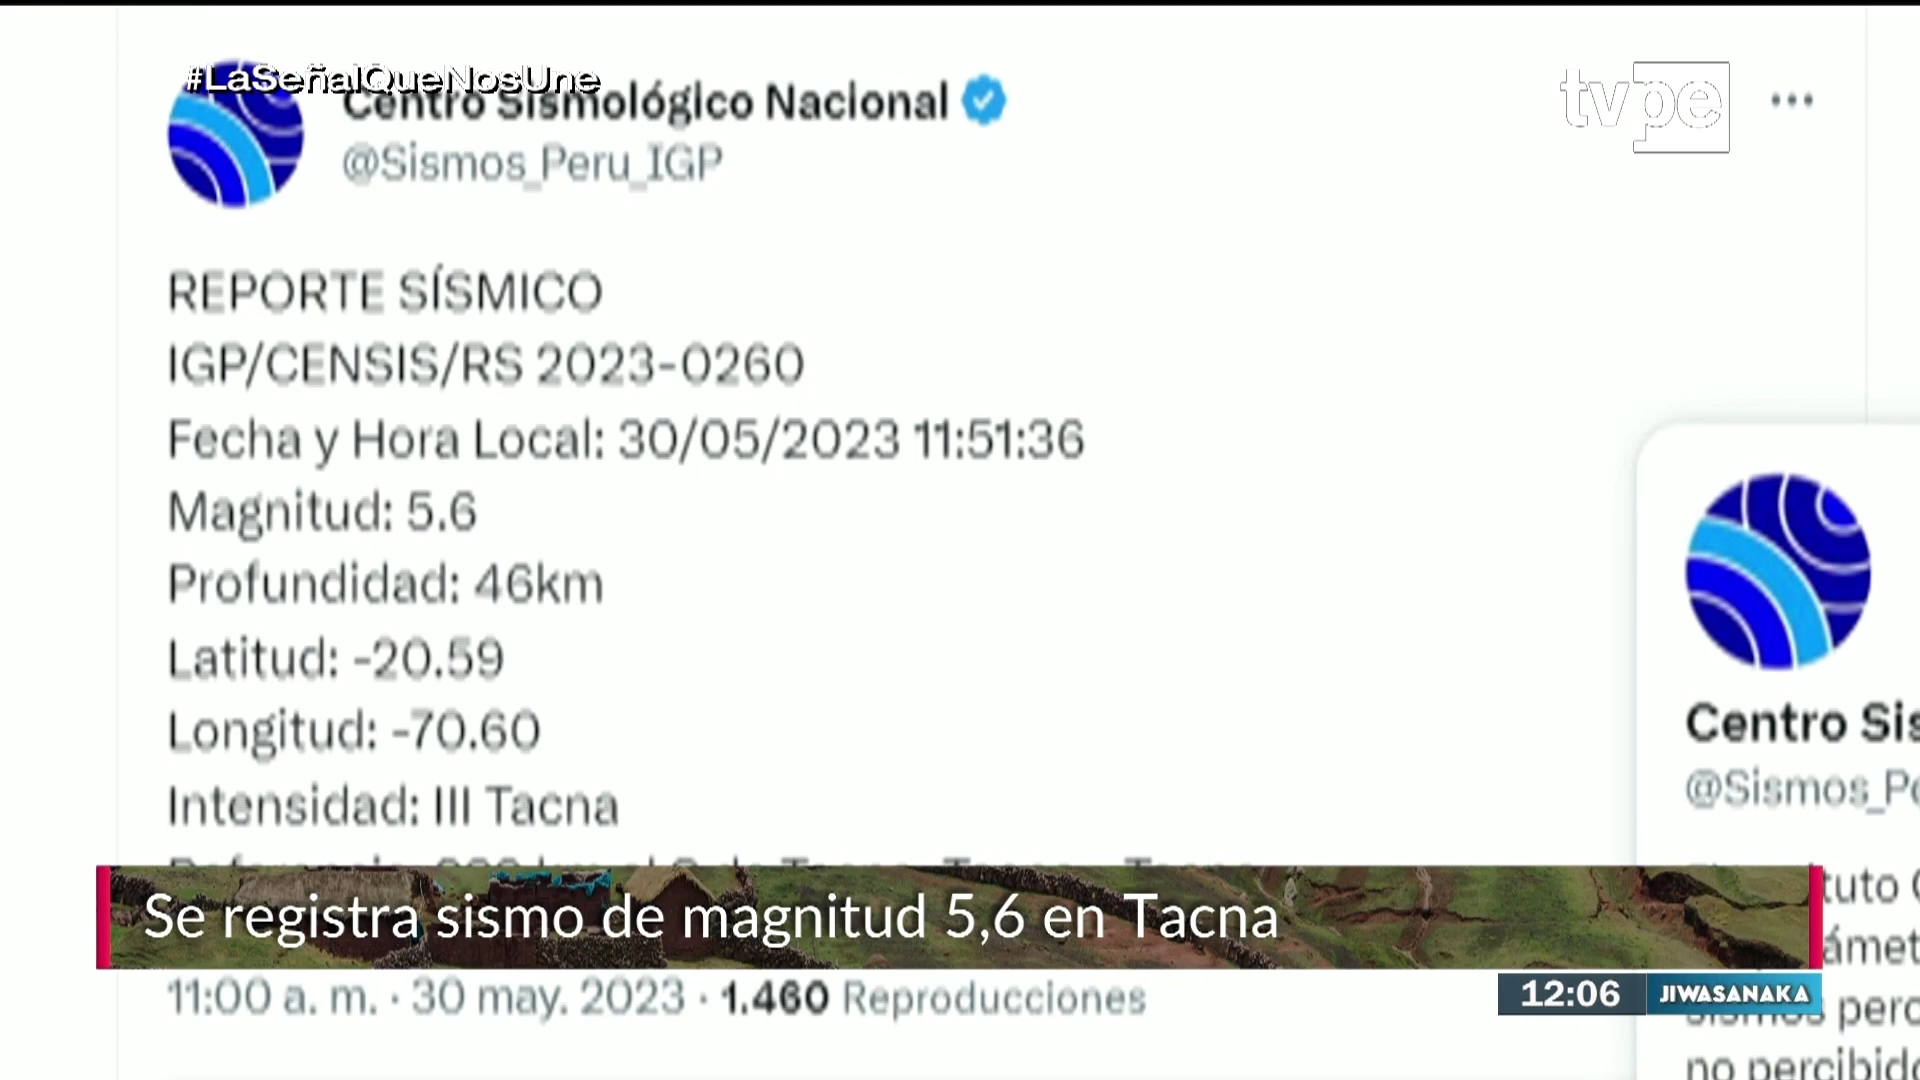 #LaSeñalQueNosUne
Centro Sismológico Nacional
@Sismos_Peru_IGP
tvpe
REPORTE SÍSMICO
IGP/CENSIS/RS 2023-0260
Fecha y Hora Local: 30/05/2023 11:51:36
Magnitud: 5.6
Profundidad: 46km
Latitud: -20.59
Longitud: -70.60
Intensidad: III Tacna
Se registra sismo de magnitud 5,6 en Tacna
11:00 a. m. · 30 may. 2023 · 1.460 Reproducciones
12:06 JIWASANAKA
Centro Sis
@Sismos_Pe
no percibido